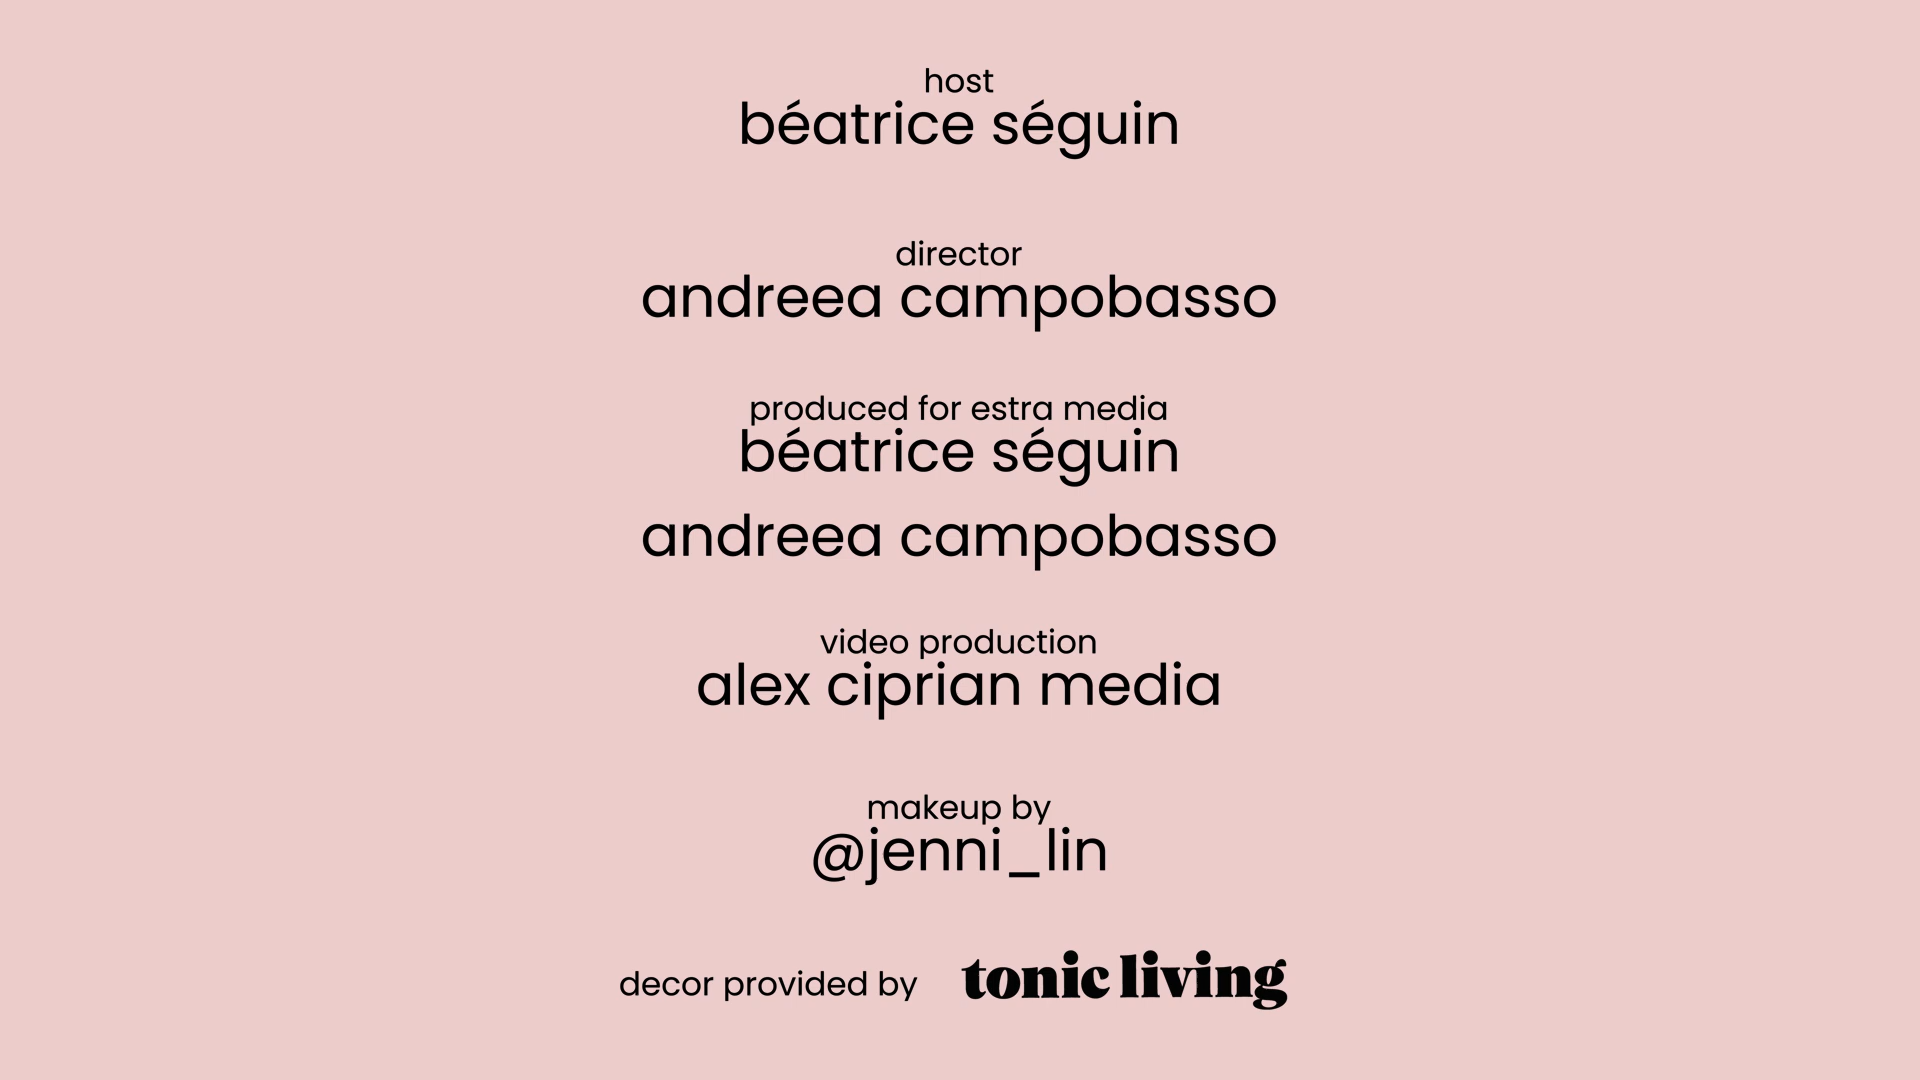 host
béatrice séguin
director
andreea campobasso
produced for estra media
béatrice séguin
andreea campobasso
video production
alex ciprian media
makeup by
@jenni_lin
decor provided by tonic living